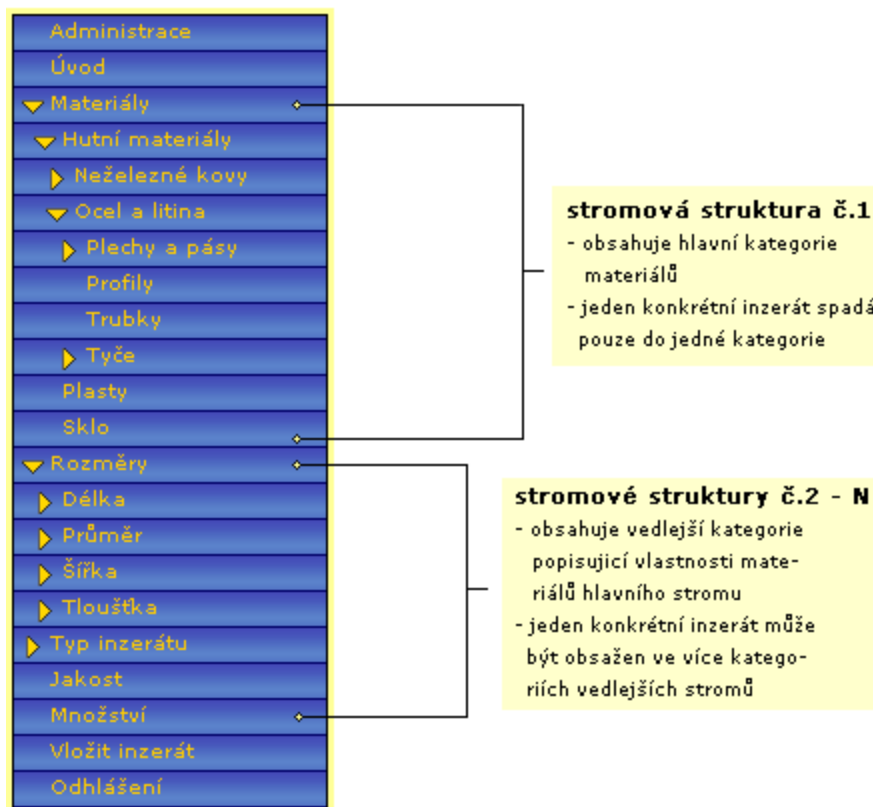 Administrace
Úvod
Materiály
Hutní materiály
Neželezné kovy
Ocel a litina
Plechy a pásy
Profily
Trubky
Tyče
Plasty
Sklo
Rozměry
Délka
Průměr
Šířka
Tloušťka
Typ inzerátu
Jakost
Množství
Vložit inzerát
Odhlášení
stromová struktura č.1
- obsahuje hlavní kategorie
materiálů
- jeden konkrétní inzerát spadá
pouze do jedné kategorie
stromové struktury č.2 - N
- obsahuje vedlejší kategorie
popisujicí vlastnosti mate-
riálů hlavního stromu
- jeden konkrétní inzerát může
být obsažen ve více katego-
riích vedlejších stromů